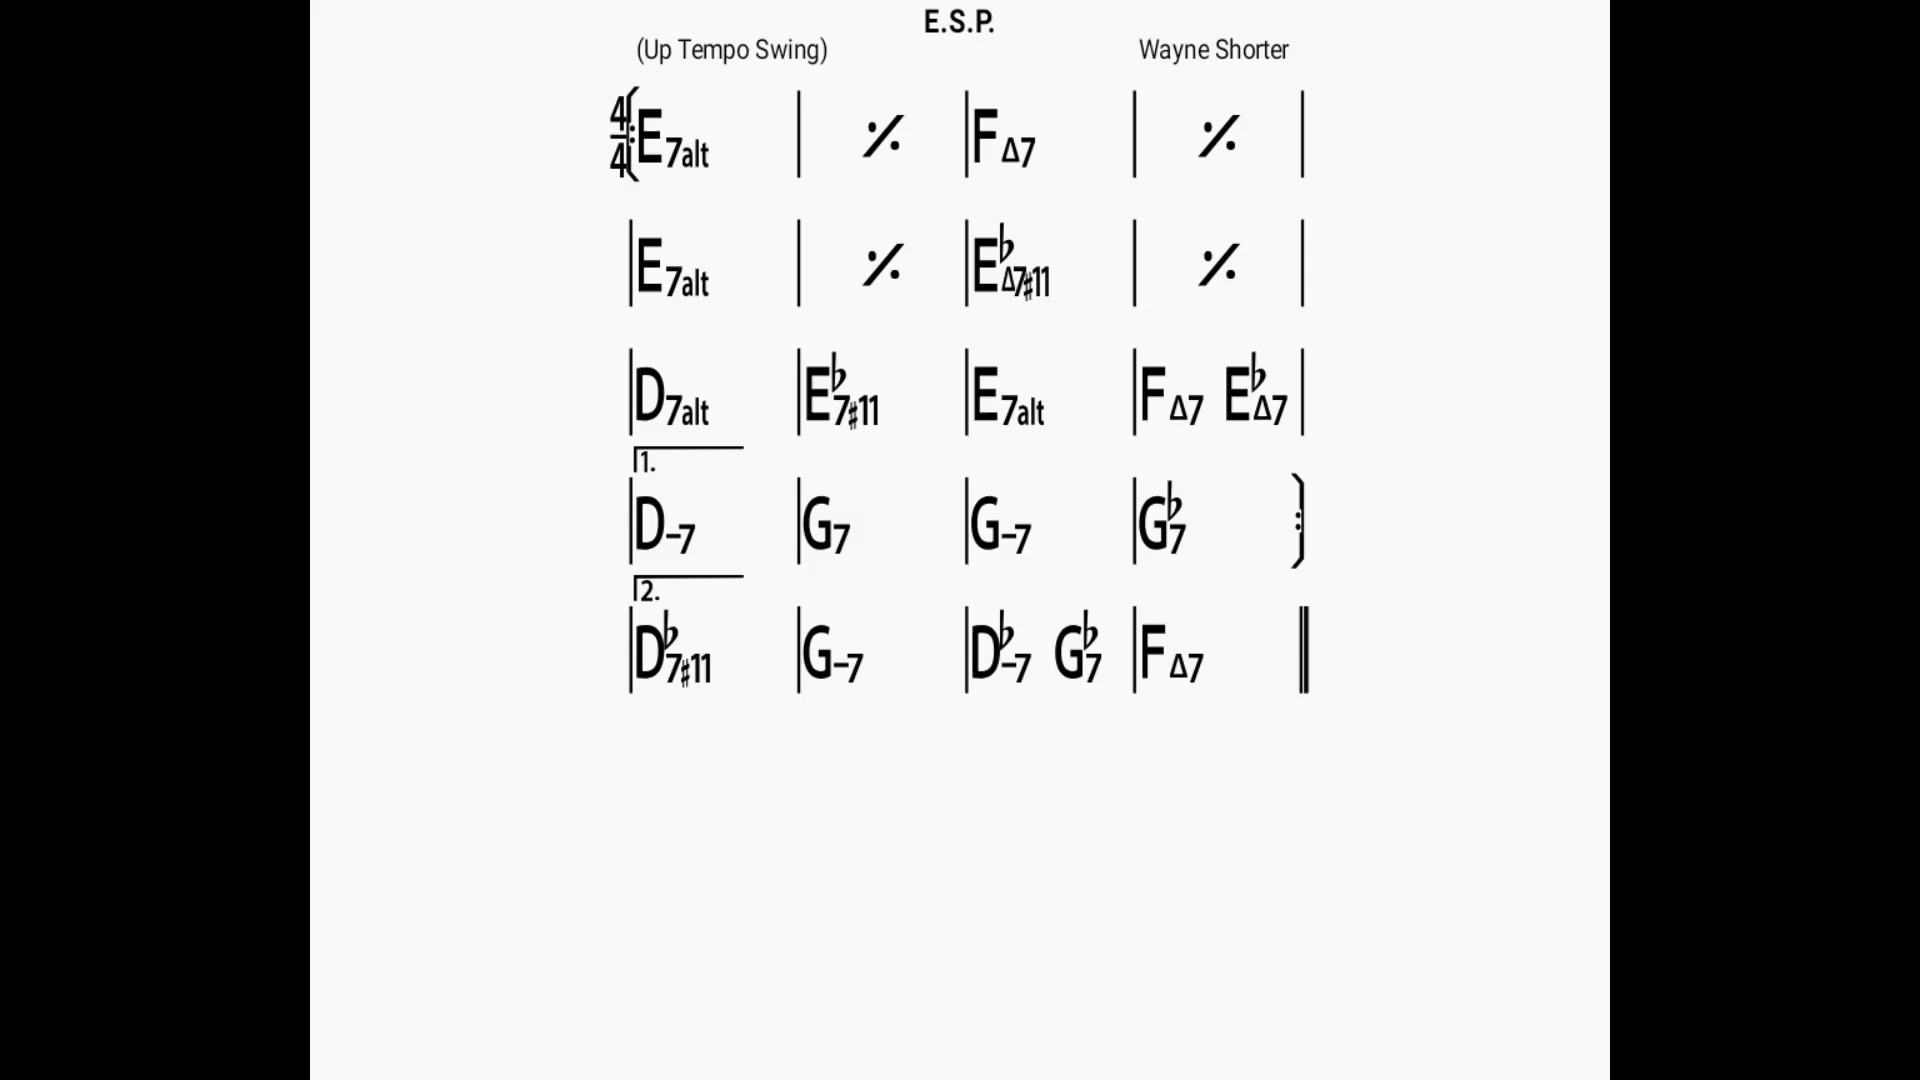 E.S.P.
(Up Tempo Swing) Wayne Shorter
4/4 E7alt | 𝄎 | FΔ7 | 𝄎 |
E7alt | 𝄎 | E♭Δ7♯11 | 𝄎 |
D7alt | E♭7♯11 | E7alt | FΔ7 E♭Δ7 |
1.
D–7 | G7 | G–7 | G♭7
2.
D♭7♯11 | G–7 | D♭–7 G♭7 | FΔ7